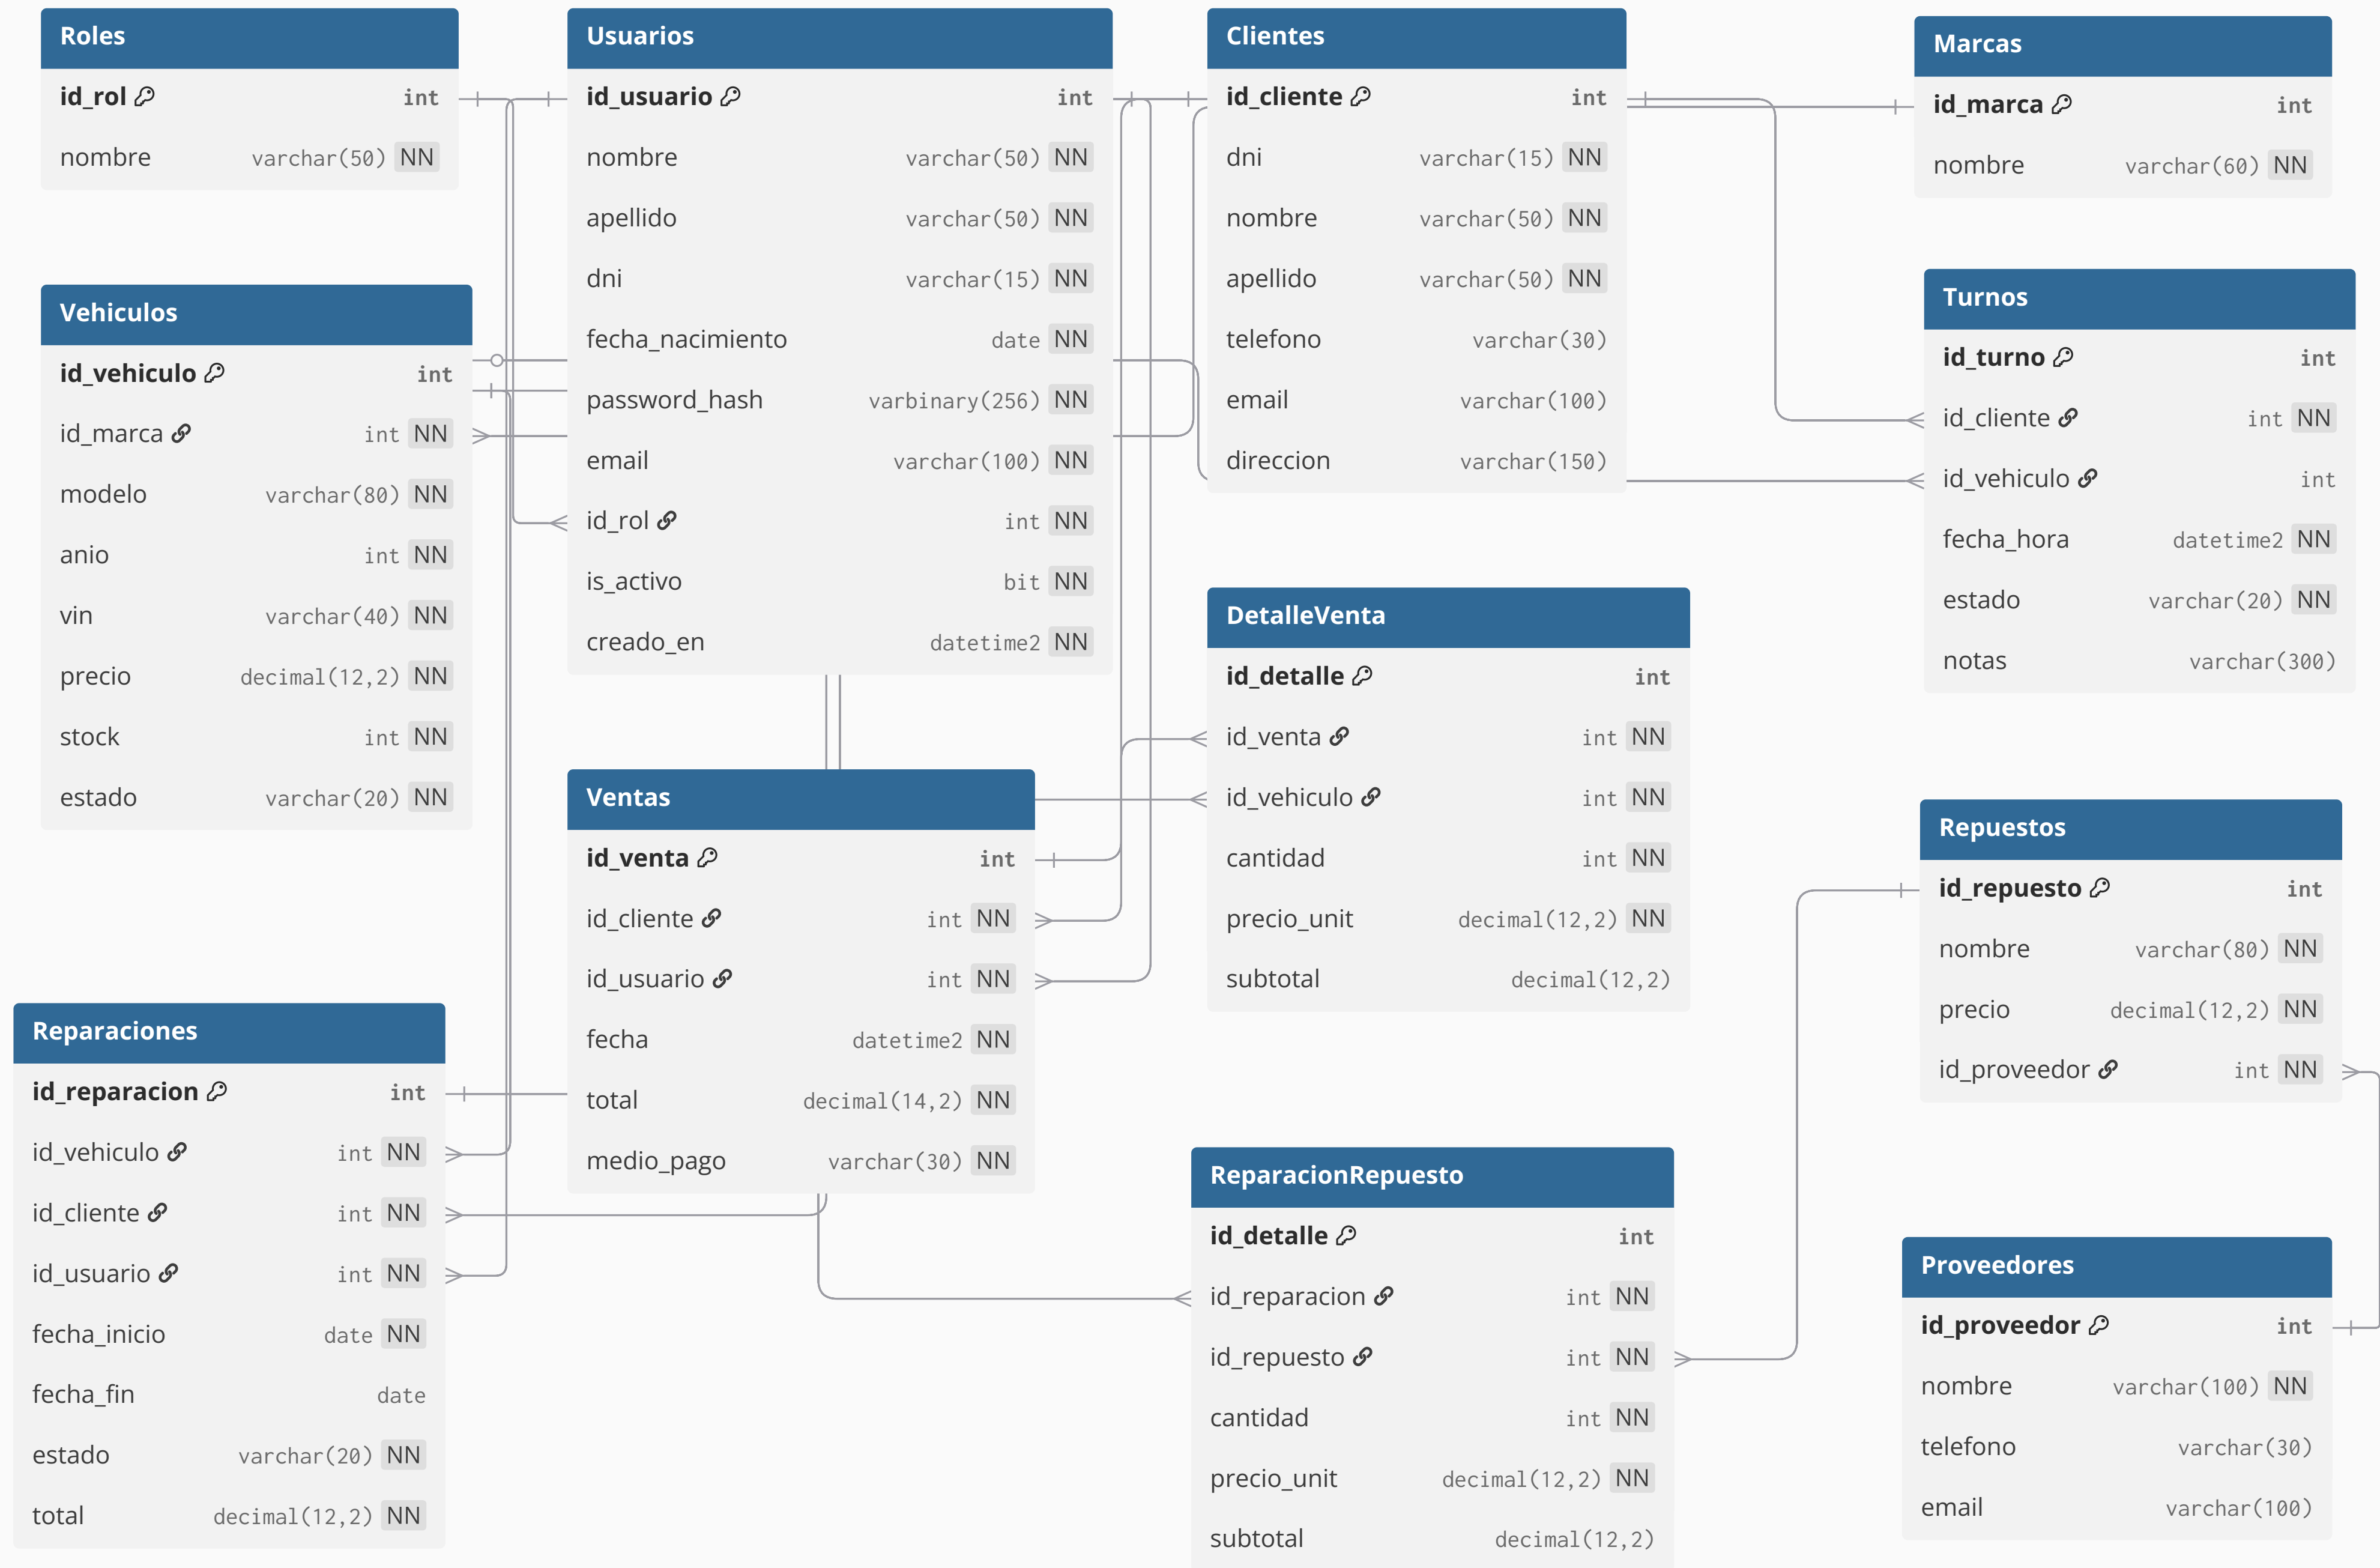 Roles
id_rol int
nombre varchar(50) NN
Usuarios
id_usuario int
nombre varchar(50) NN
apellido varchar(50) NN
dni varchar(15) NN
fecha_nacimiento date NN
password_hash varbinary(256) NN
email varchar(100) NN
id_rol int NN
is_activo bit NN
creado_en datetime2 NN
Clientes
id_cliente int
dni varchar(15) NN
nombre varchar(50) NN
apellido varchar(50) NN
telefono varchar(30)
email varchar(100)
direccion varchar(150)
Marcas
id_marca int
nombre varchar(60) NN
Vehiculos
id_vehiculo int
id_marca int NN
modelo varchar(80) NN
anio int NN
vin varchar(40) NN
precio decimal(12,2) NN
stock int NN
estado varchar(20) NN
Turnos
id_turno int
id_cliente int NN
id_vehiculo int
fecha_hora datetime2 NN
estado varchar(20) NN
notas varchar(300)
DetalleVenta
id_detalle int
id_venta int NN
id_vehiculo int NN
cantidad int NN
precio_unit decimal(12,2) NN
subtotal decimal(12,2)
Ventas
id_venta int
id_cliente int NN
id_usuario int NN
fecha datetime2 NN
total decimal(14,2) NN
medio_pago varchar(30) NN
Repuestos
id_repuesto int
nombre varchar(80) NN
precio decimal(12,2) NN
id_proveedor int NN
Reparaciones
id_reparacion int
id_vehiculo int NN
id_cliente int NN
id_usuario int NN
fecha_inicio date NN
fecha_fin date
estado varchar(20) NN
total decimal(12,2) NN
ReparacionRepuesto
id_detalle int
id_reparacion int NN
id_repuesto int NN
cantidad int NN
precio_unit decimal(12,2) NN
subtotal decimal(12,2)
Proveedores
id_proveedor int
nombre varchar(100) NN
telefono varchar(30)
email varchar(100)